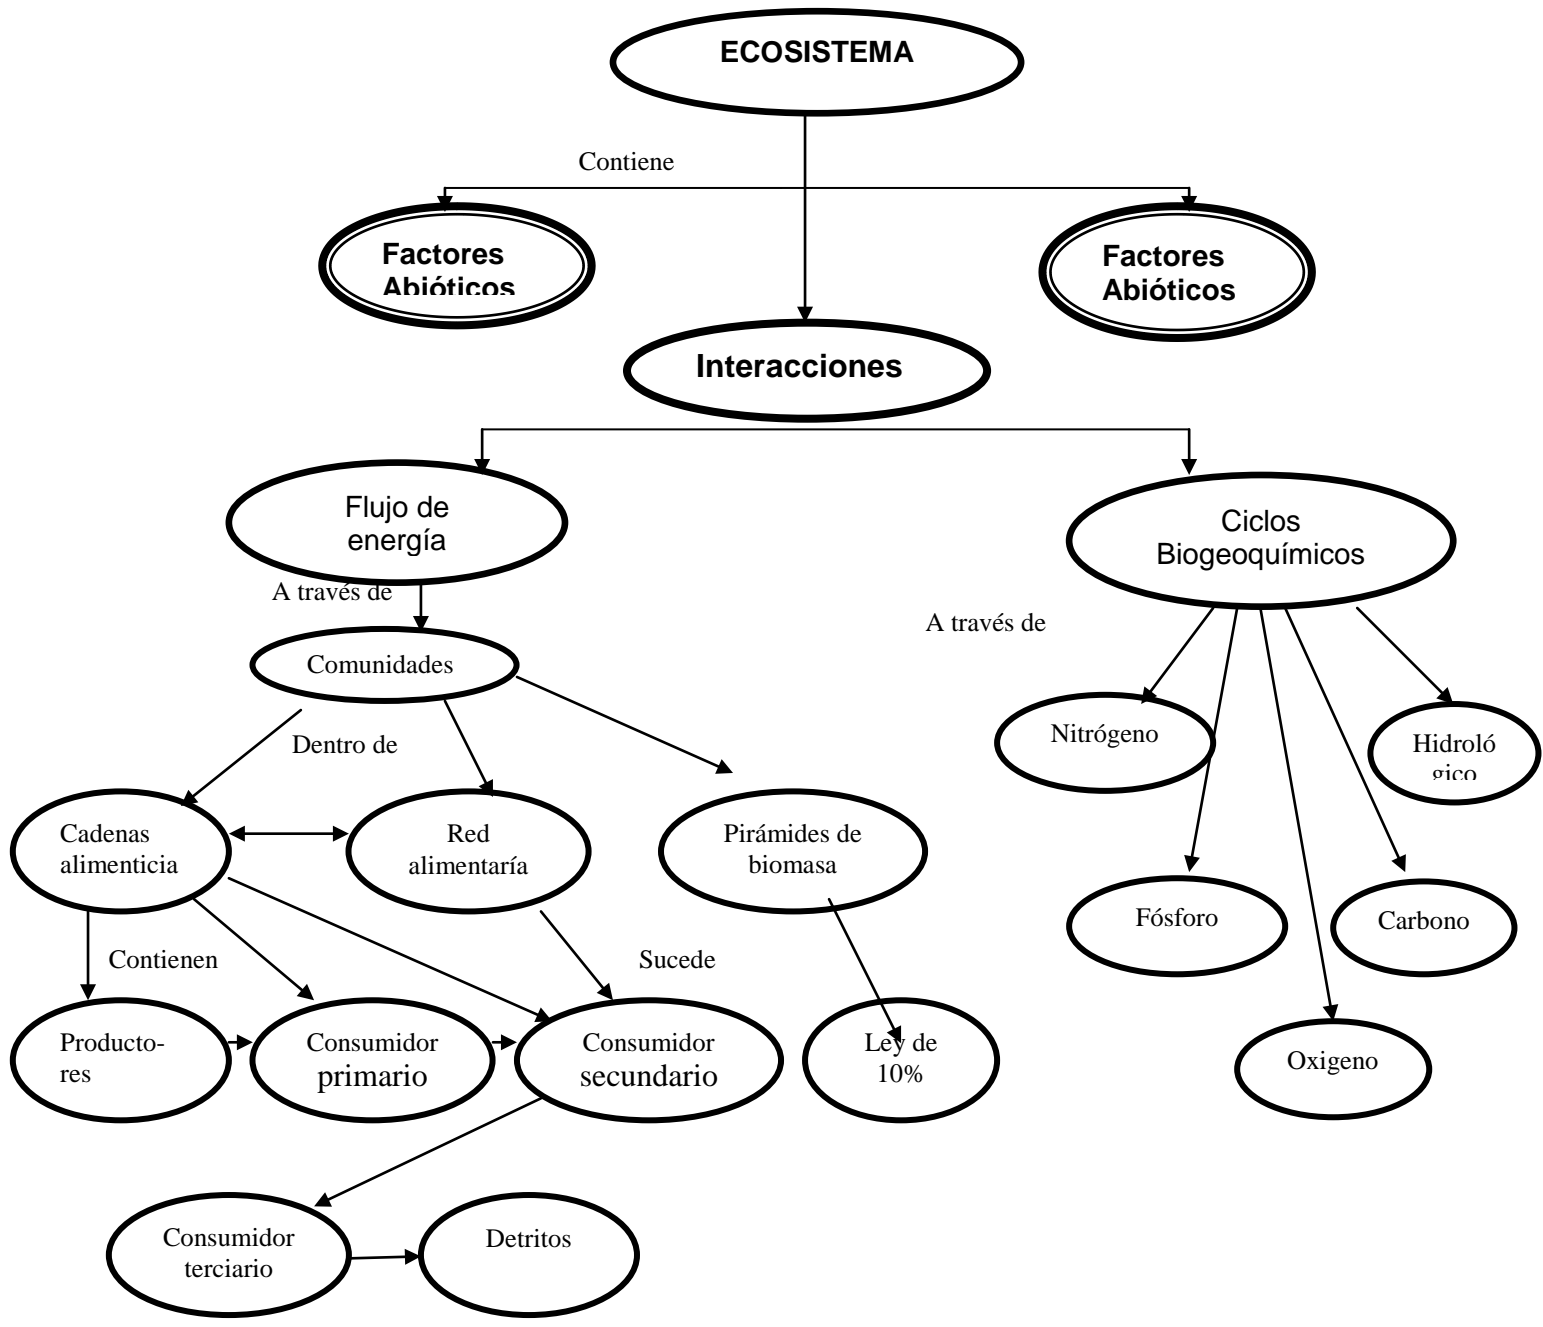 ECOSISTEMA
Contiene
Factores
Abióticos
Factores
Abióticos
Interacciones
Flujo de
energía
Ciclos
Biogeoquímicos
A través de
A través de
Comunidades
Nitrógeno
Hidroló
gico
Dentro de
Cadenas
alimenticia
Red
alimentaría
Pirámides de
biomasa
Fósforo
Carbono
Contienen
Sucede
Producto-
res
Consumidor
primario
Consumidor
secundario
Ley de
10%
Oxigeno
Consumidor
terciario
Detritos